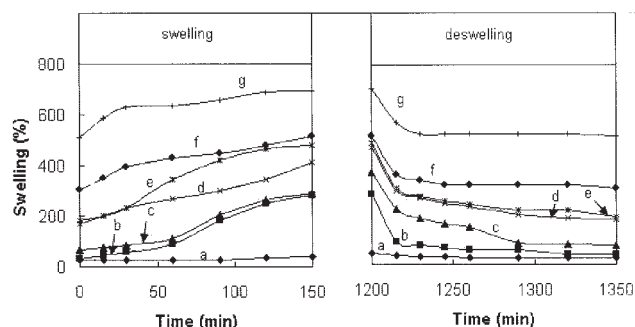 swelling
deswelling
Swelling (%)
800
600
400
200
0
g
f
e
d
b
c
a
0
50
100
150
Time (min)
g
f
e
d
c
b
a
1200
1250
1300
1350
Time (min)